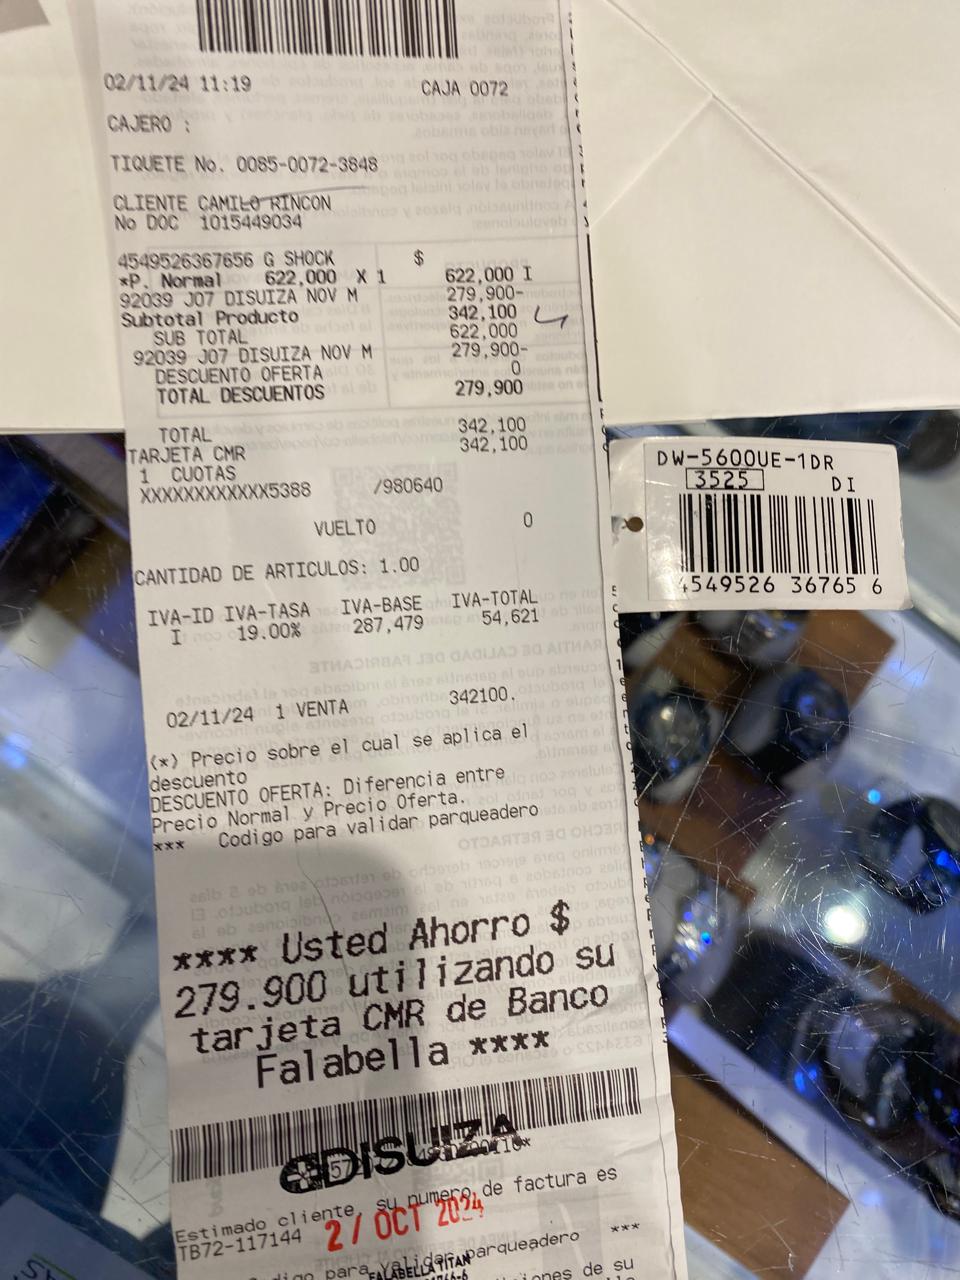 02/11/24 11:19 CAJA 0072
CAJERO :
TIQUETE No. 0085-0072-3848
CLIENTE CAMILO RINCON
No DOC 1015449034
4549526367656 G SHOCK $
*P. Normal 622,000 X 1 622,000 I
92039 J07 DISUIZA NOV M 279,900-
Subtotal Producto 342,100
SUB TOTAL 622,000
92039 J07 DISUIZA NOV M 279,900-
DESCUENTO OFERTA 0
TOTAL DESCUENTOS 279,900
TOTAL 342,100
TARJETA CMR 342,100
1 CUOTAS
XXXXXXXXXXXX5388 /980640
VUELTO 0
CANTIDAD DE ARTICULOS: 1.00
IVA-ID IVA-TASA IVA-BASE IVA-TOTAL
I 19.00% 287,479 54,621
02/11/24 1 VENTA 342100.
(*) Precio sobre el cual se aplica el
descuento
DESCUENTO OFERTA: Diferencia entre
Precio Normal y Precio Oferta.
*** Codigo para validar parqueadero
**** Usted Ahorro $
279.900 utilizando su
tarjeta CMR de Banco
Falabella ****
DISUIZA
Estimado cliente, su numero de factura es
TB72-117144
2/ OCT 2024
para validar parqueadero ***
FALABELLA TITAN
de su
DW-5600UE-1DR
3525 DI
4549526 36765 6